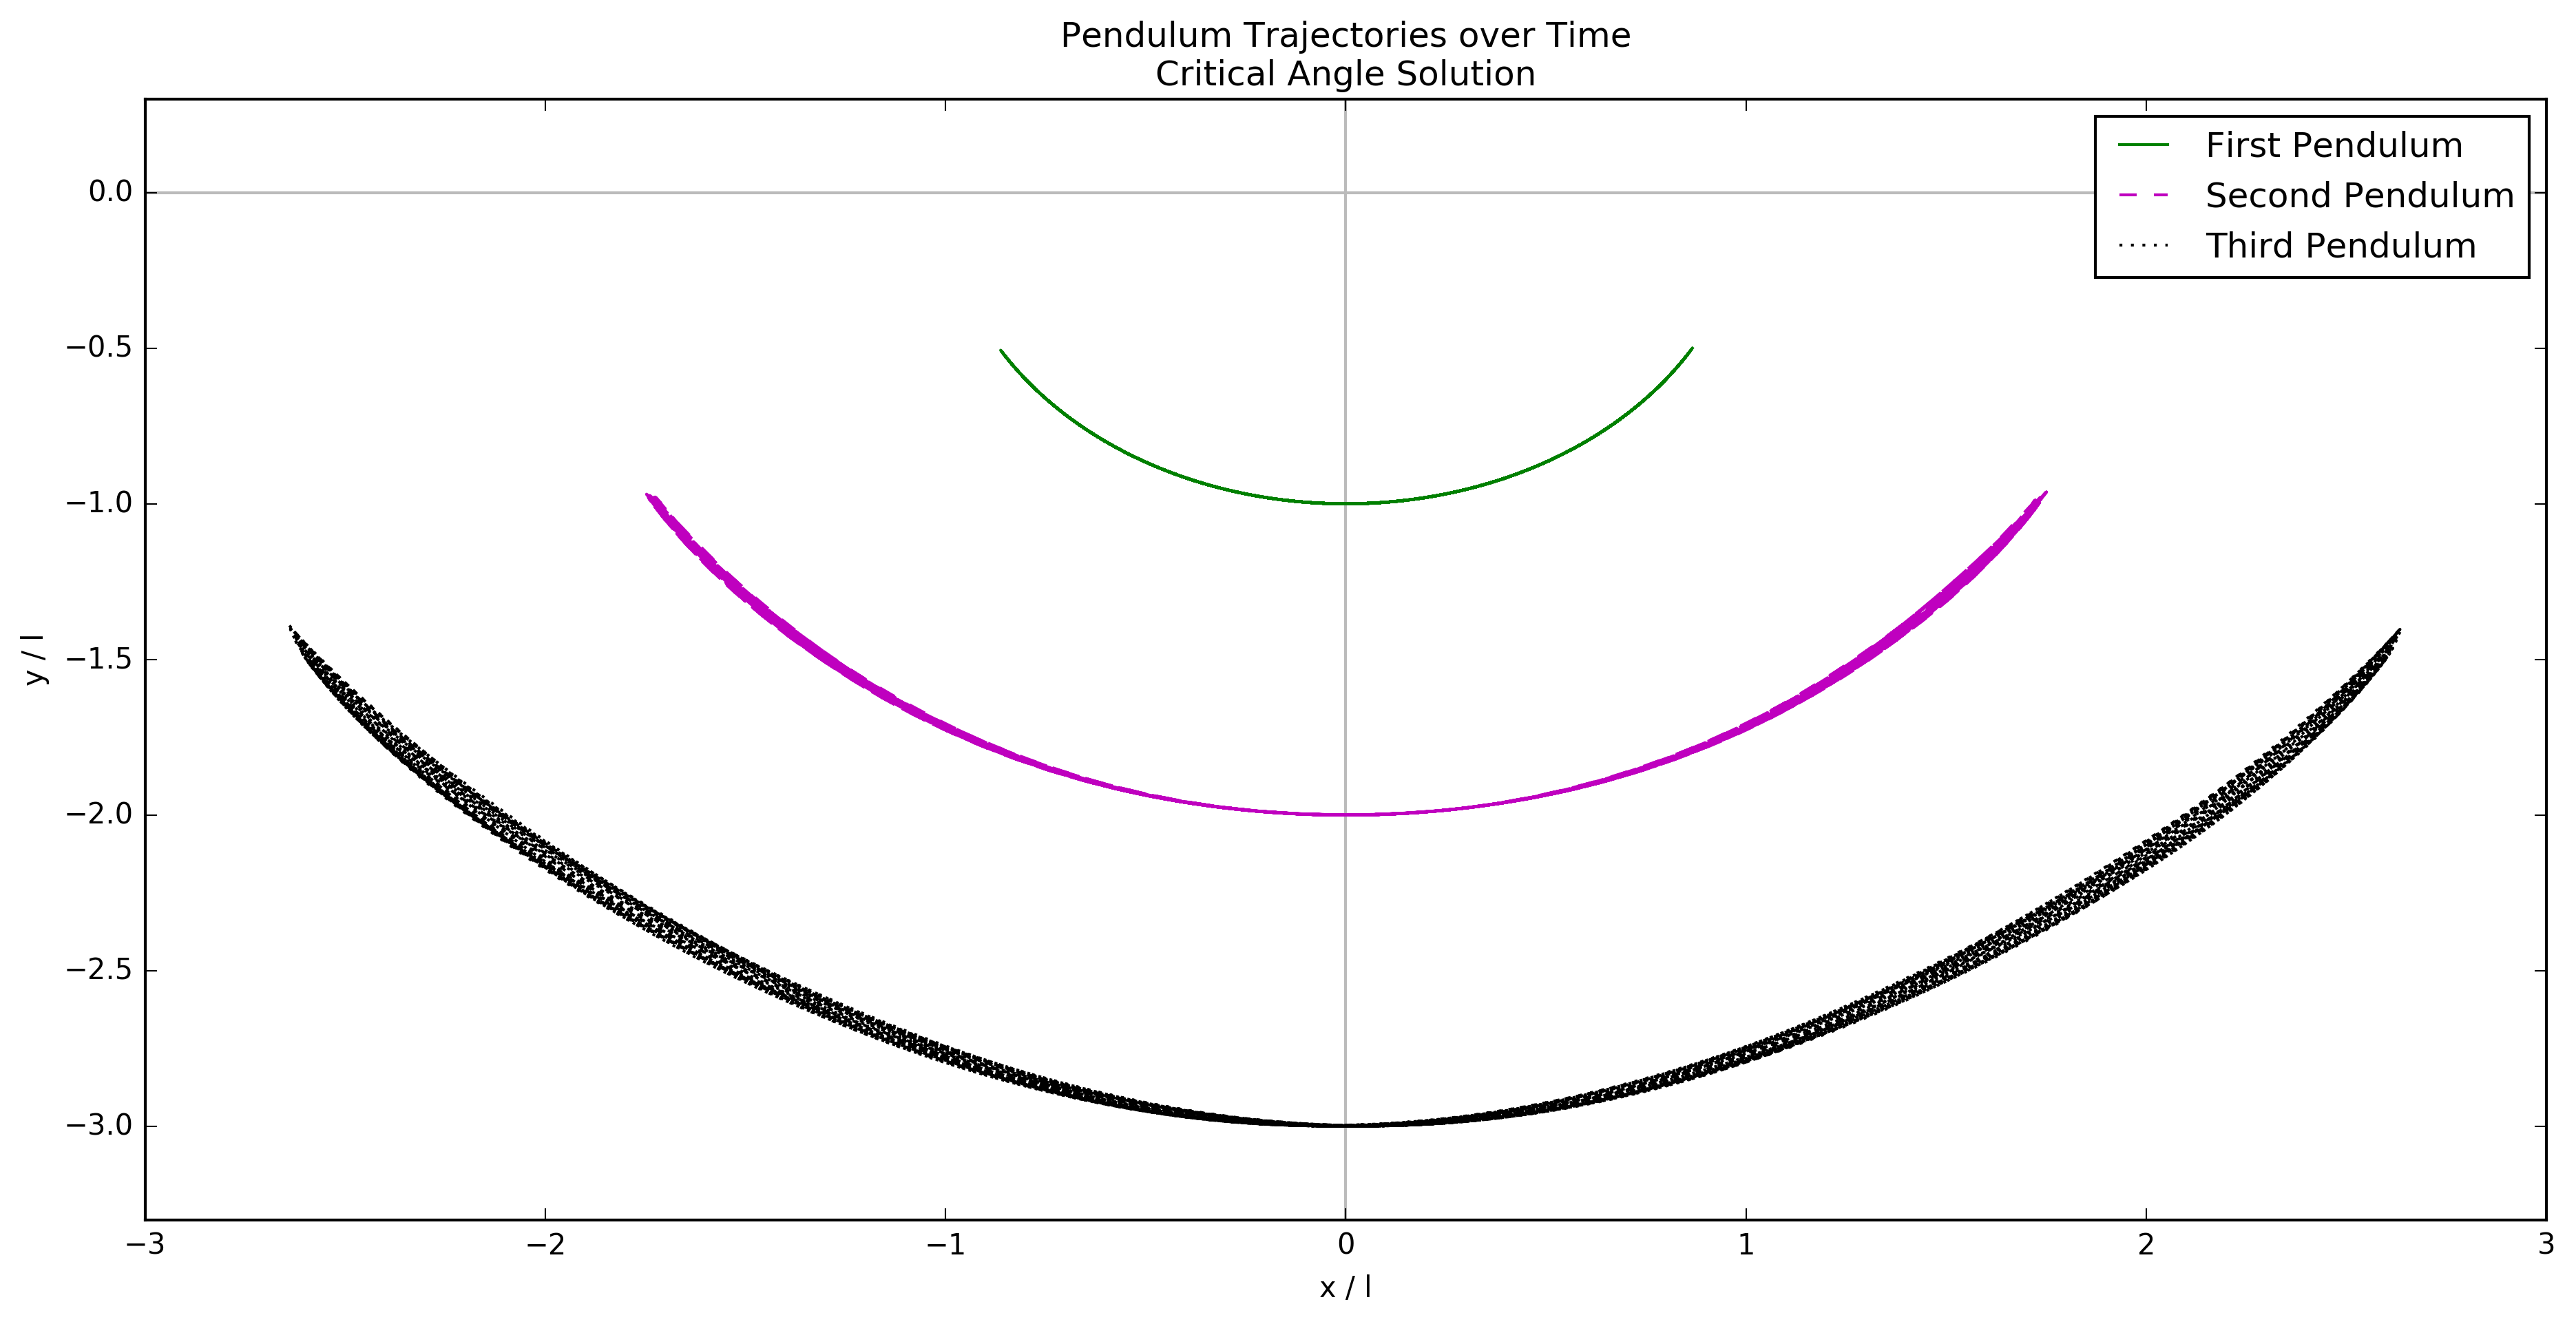 Pendulum Trajectories over Time
Critical Angle Solution
First Pendulum
Second Pendulum
Third Pendulum
0.0
−0.5
−1.0
−1.5
−2.0
−2.5
−3.0
y / l
−3 −2 −1 0 1 2 3
x / l